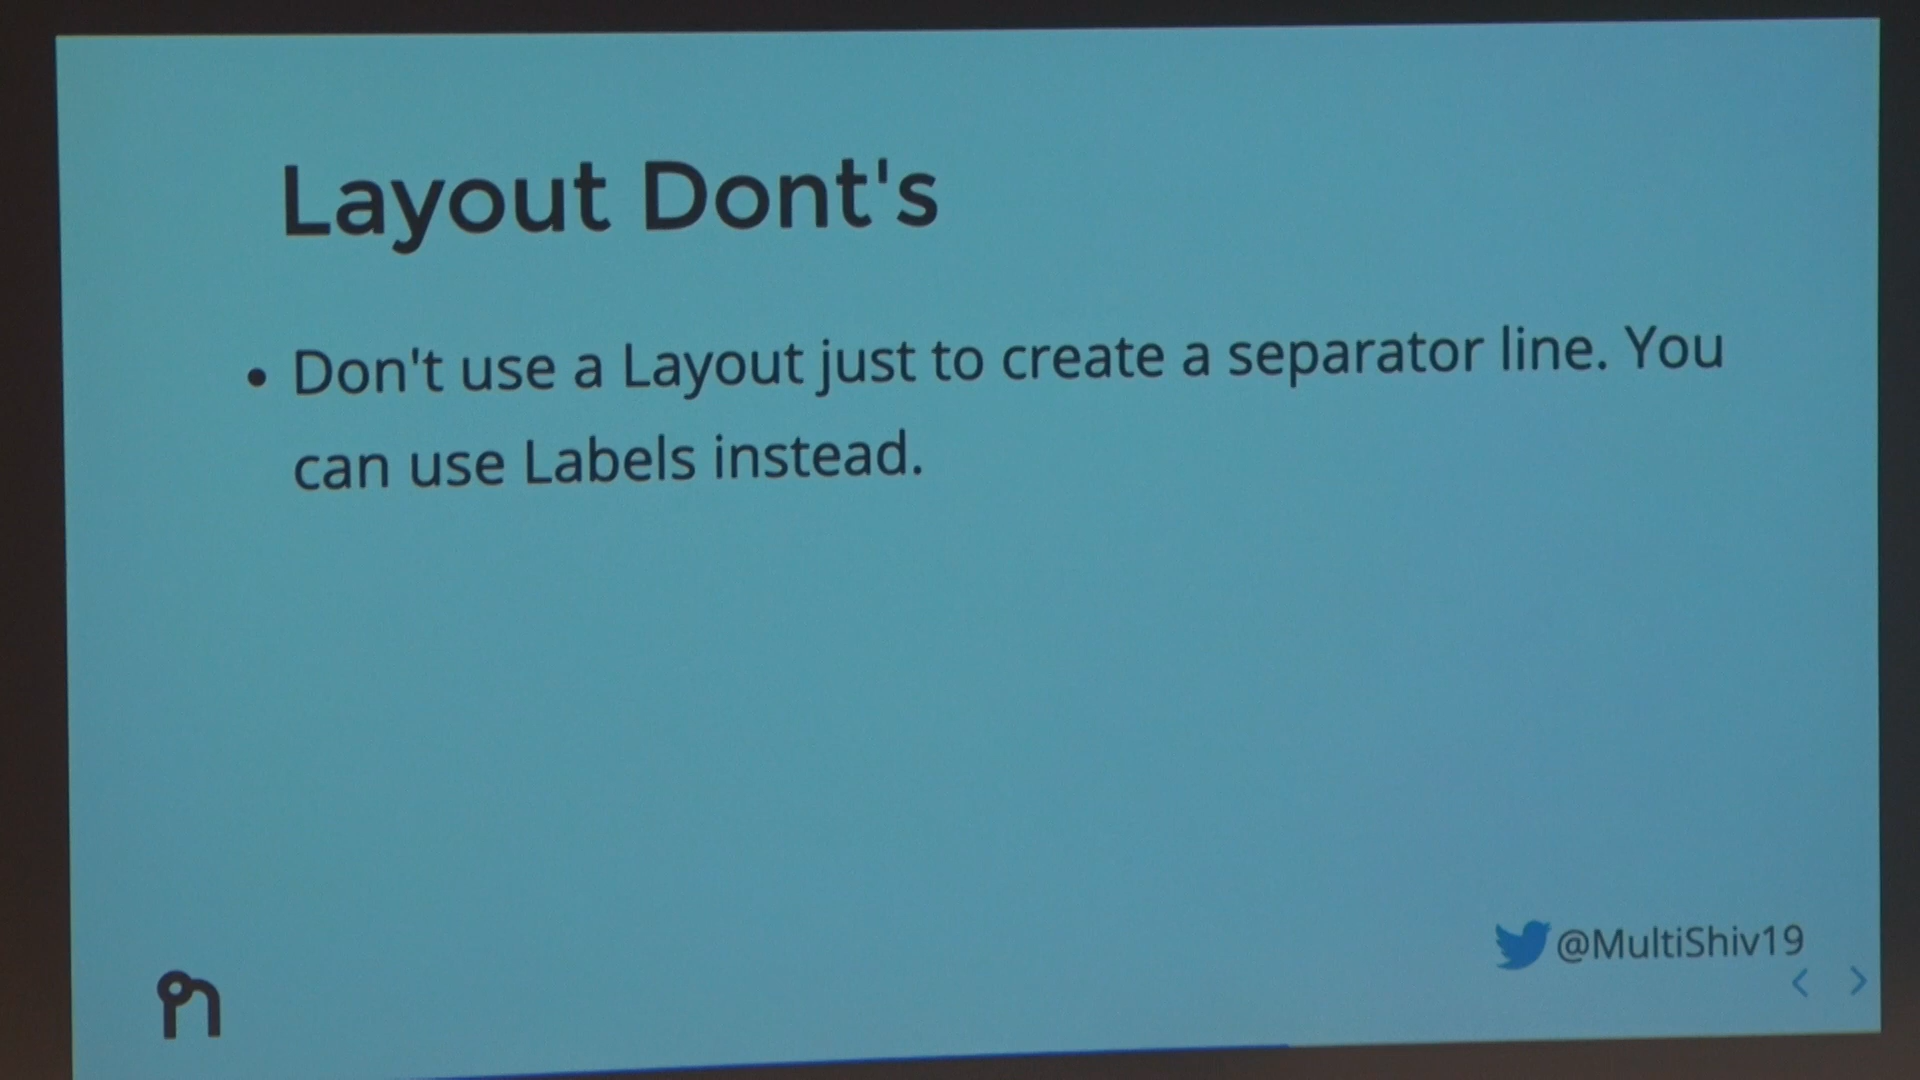 Layout Dont's
• Don't use a Layout just to create a separator line. You
can use Labels instead.
@MultiShiv19
< >